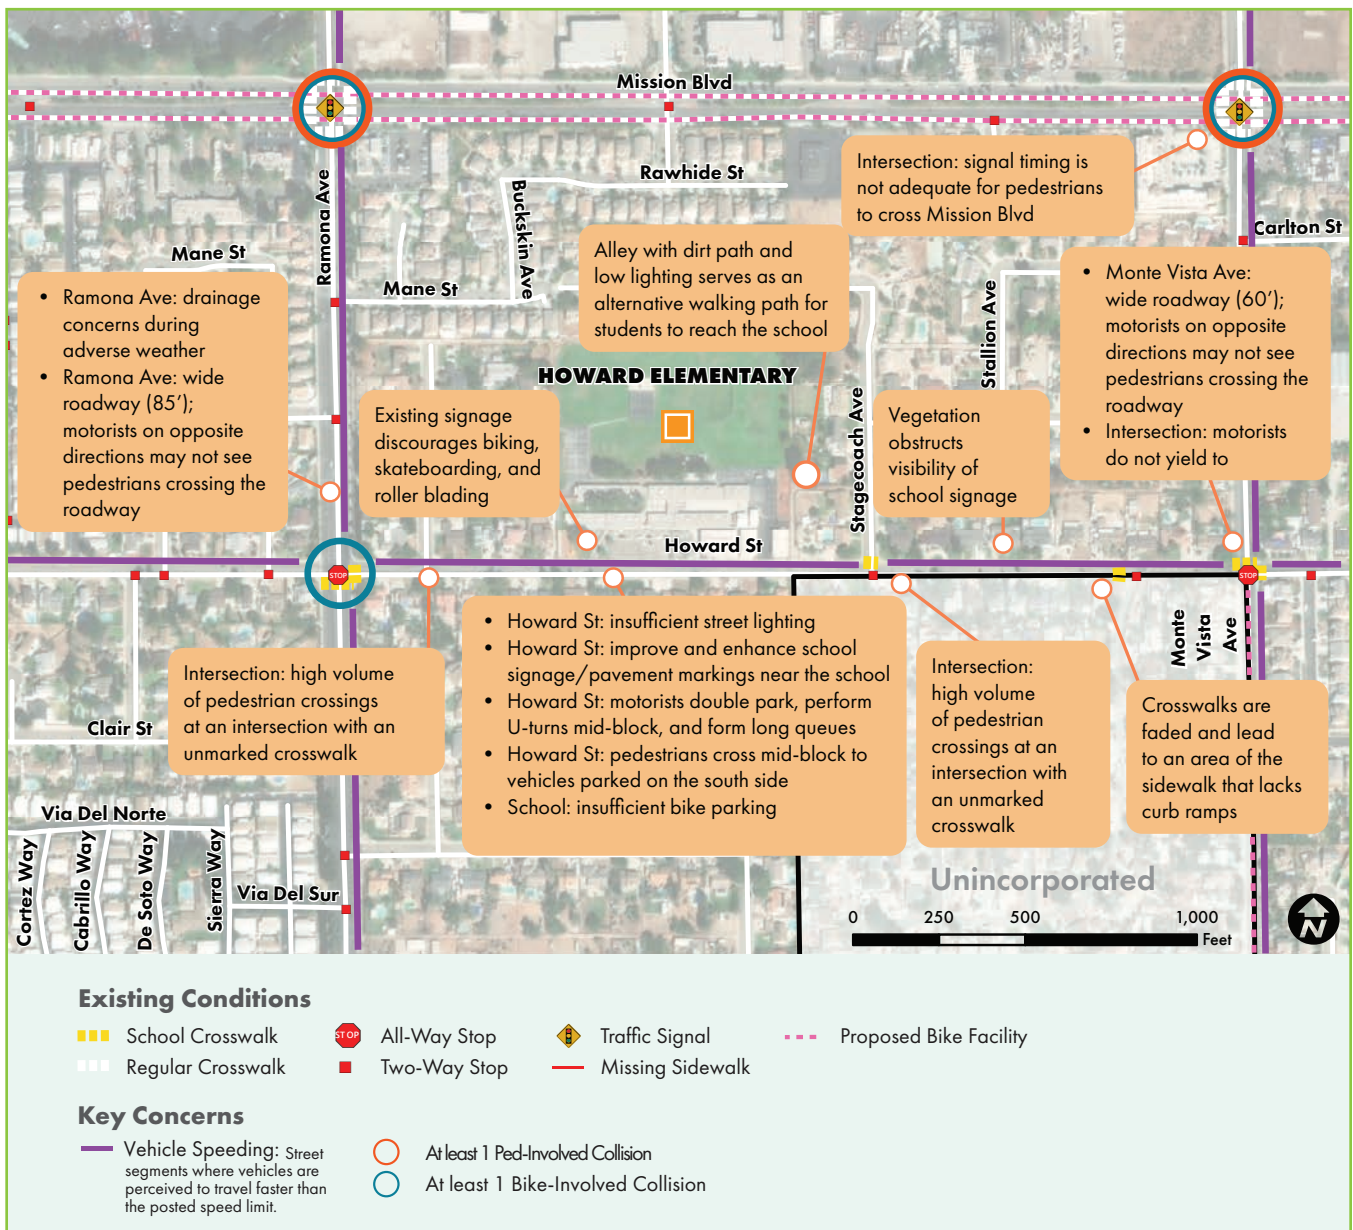 Mission Blvd
Rawhide St
Ramona Ave
Buckskin Ave
Intersection: signal timing is
not adequate for pedestrians
to cross Mission Blvd
Carlton St
Mane St
Mane St
Alley with dirt path and
low lighting serves as an
alternative walking path for
students to reach the school
Stallion Ave
• Monte Vista Ave:
wide roadway (60');
motorists on opposite
directions may not see
pedestrians crossing the
roadway
• Intersection: motorists
do not yield to
• Ramona Ave: drainage
concerns during
adverse weather
• Ramona Ave: wide
roadway (85');
motorists on opposite
directions may not see
pedestrians crossing the
roadway
HOWARD ELEMENTARY
Existing signage
discourages biking,
skateboarding, and
roller blading
Stagecoach Ave
Vegetation
obstructs
visibility of
school signage
Howard St
STOP
STOP
Intersection: high volume
of pedestrian crossings
at an intersection with an
unmarked crosswalk
• Howard St: insufficient street lighting
• Howard St: improve and enhance school
signage/pavement markings near the school
• Howard St: motorists double park, perform
U-turns mid-block, and form long queues
• Howard St: pedestrians cross mid-block to
vehicles parked on the south side
• School: insufficient bike parking
Intersection:
high volume
of pedestrian
crossings at an
intersection with
an unmarked
crosswalk
Monte
Vista
Ave
Crosswalks are
faded and lead
to an area of the
sidewalk that lacks
curb ramps
Clair St
Via Del Norte
Cortez Way
Cabrillo Way
De Soto Way
Sierra Way
Via Del Sur
Unincorporated
0 250 500 1,000
Feet
N
Existing Conditions
School Crosswalk
STOP All-Way Stop
Traffic Signal
Proposed Bike Facility
Regular Crosswalk
Two-Way Stop
Missing Sidewalk
Key Concerns
Vehicle Speeding: Street
segments where vehicles are
perceived to travel faster than
the posted speed limit.
At least 1 Ped-Involved Collision
At least 1 Bike-Involved Collision